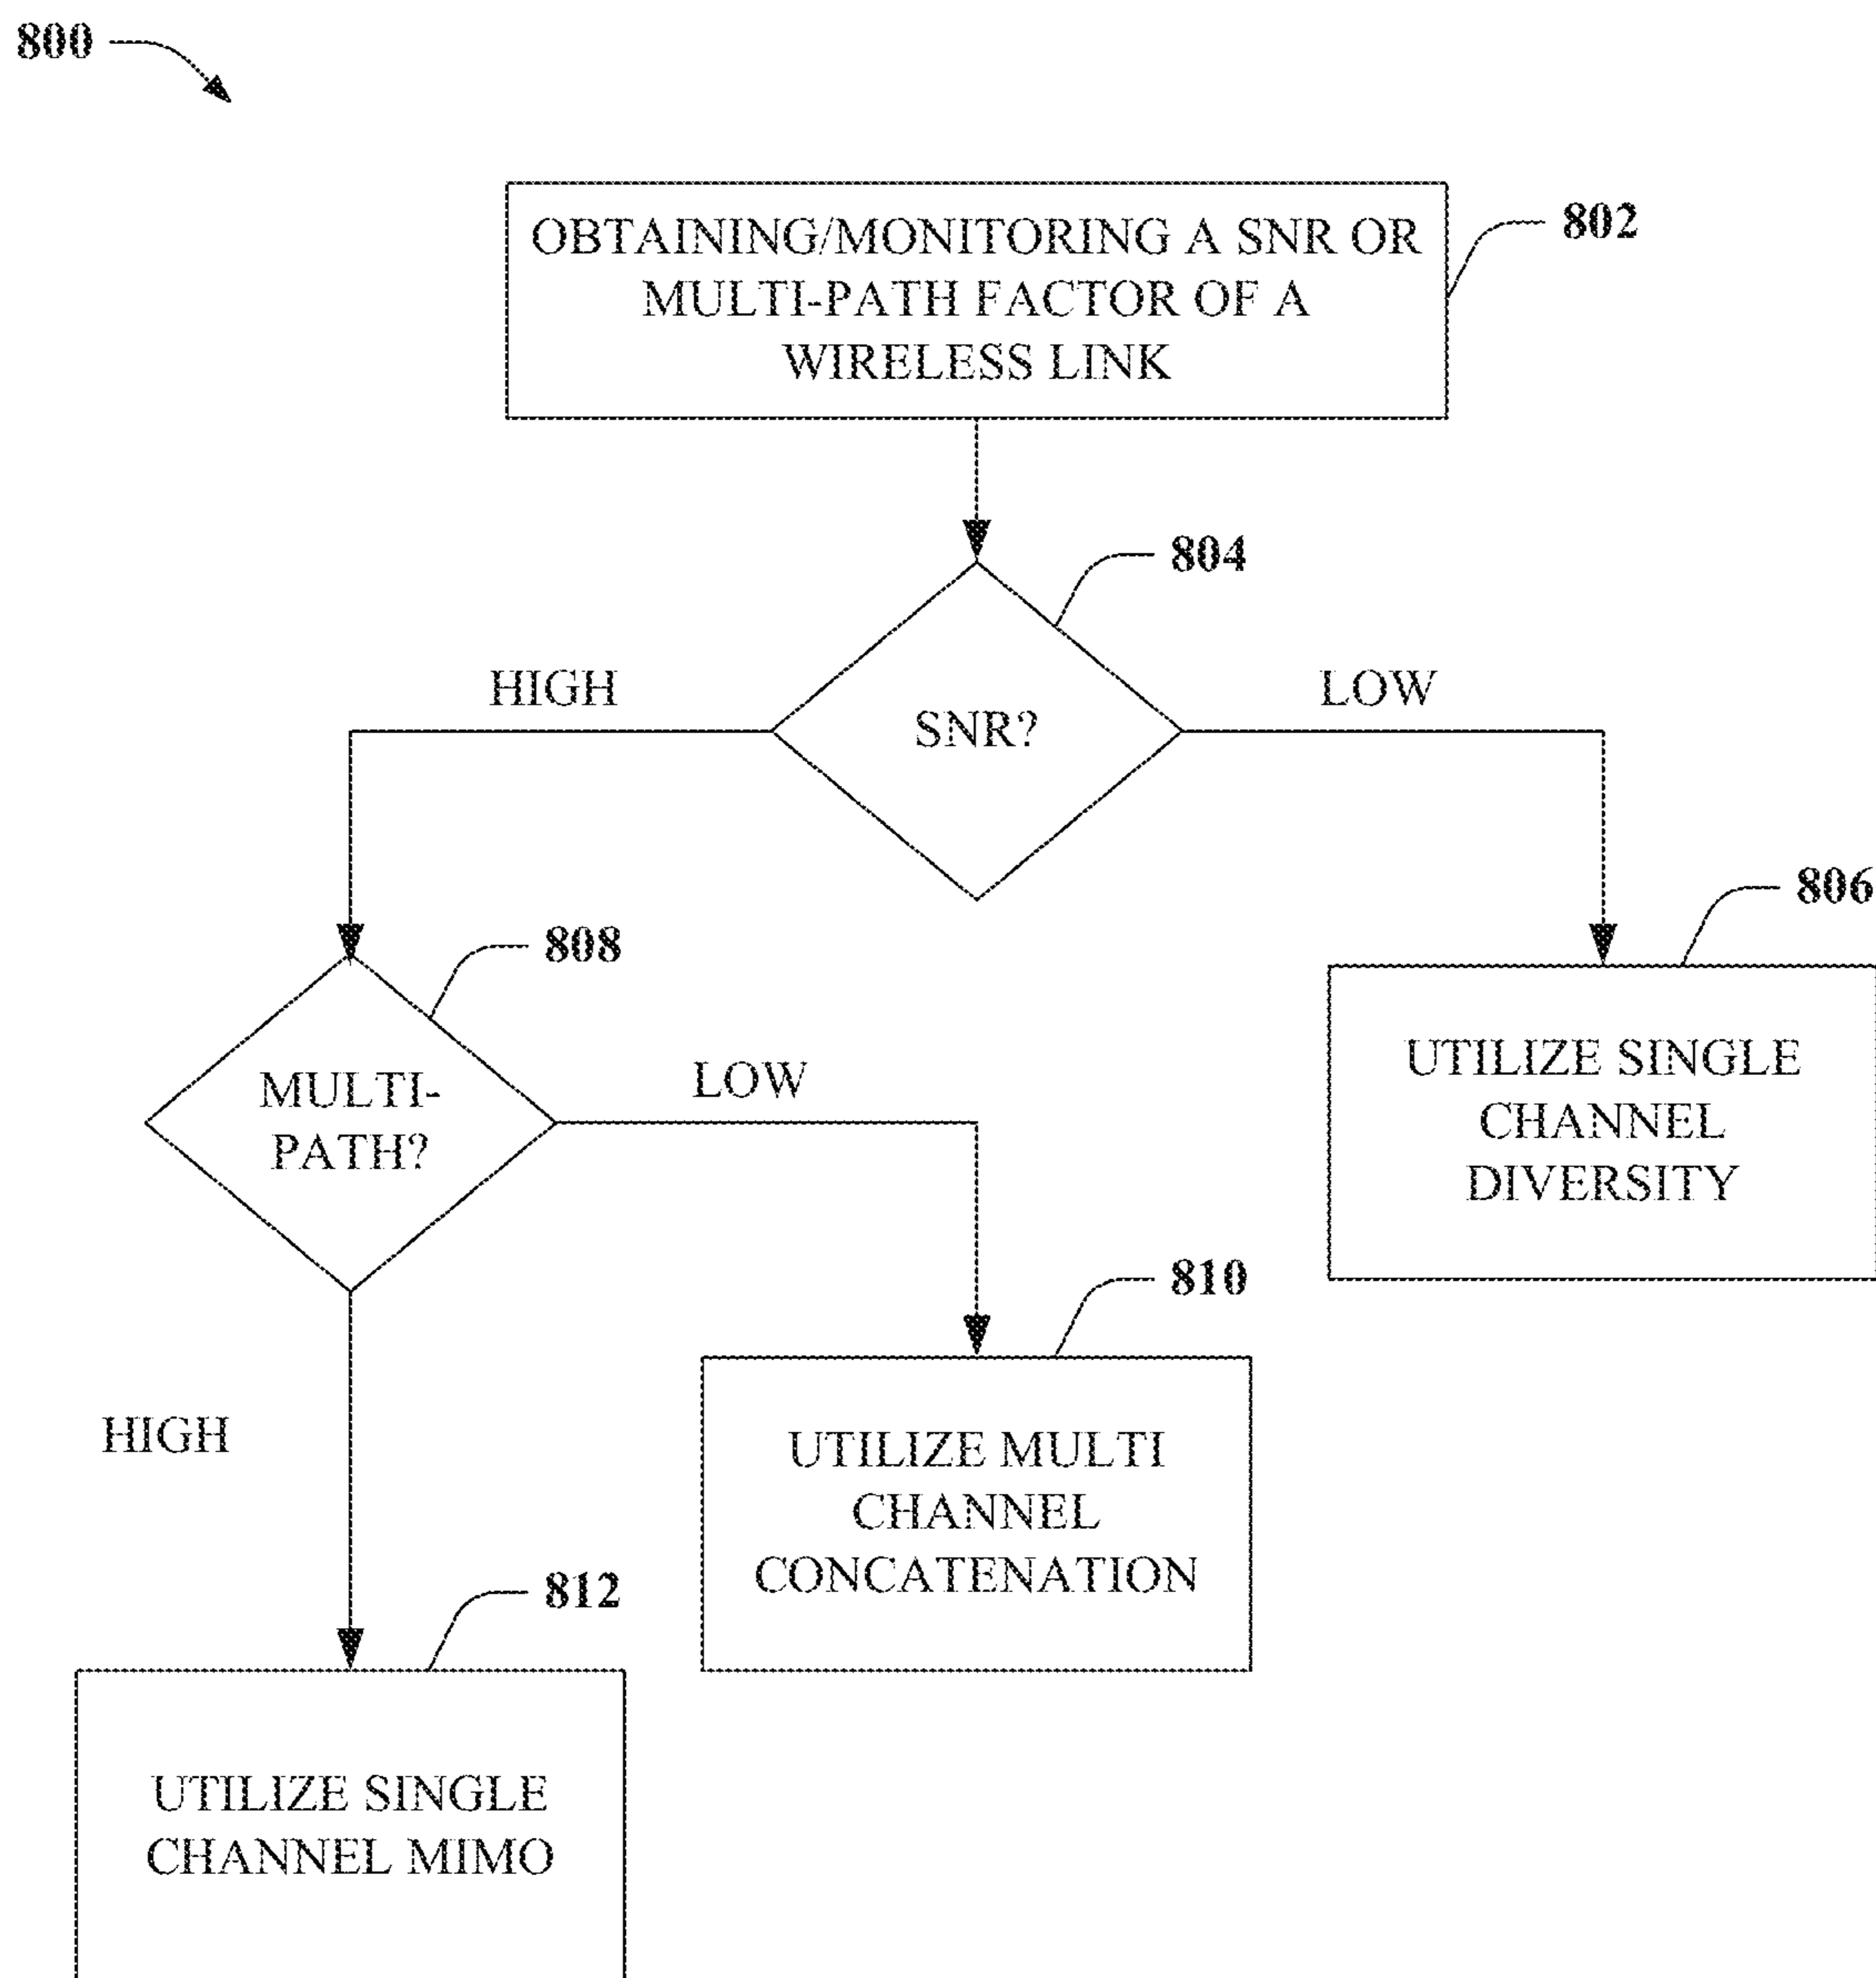 800
OBTAINING/MONITORING A SNR OR
MULTI-PATH FACTOR OF A
WIRELESS LINK
802
804
SNR?
HIGH
LOW
806
UTILIZE SINGLE
CHANNEL
DIVERSITY
808
MULTI-
PATH?
LOW
HIGH
810
UTILIZE MULTI
CHANNEL
CONCATENATION
812
UTILIZE SINGLE
CHANNEL MIMO